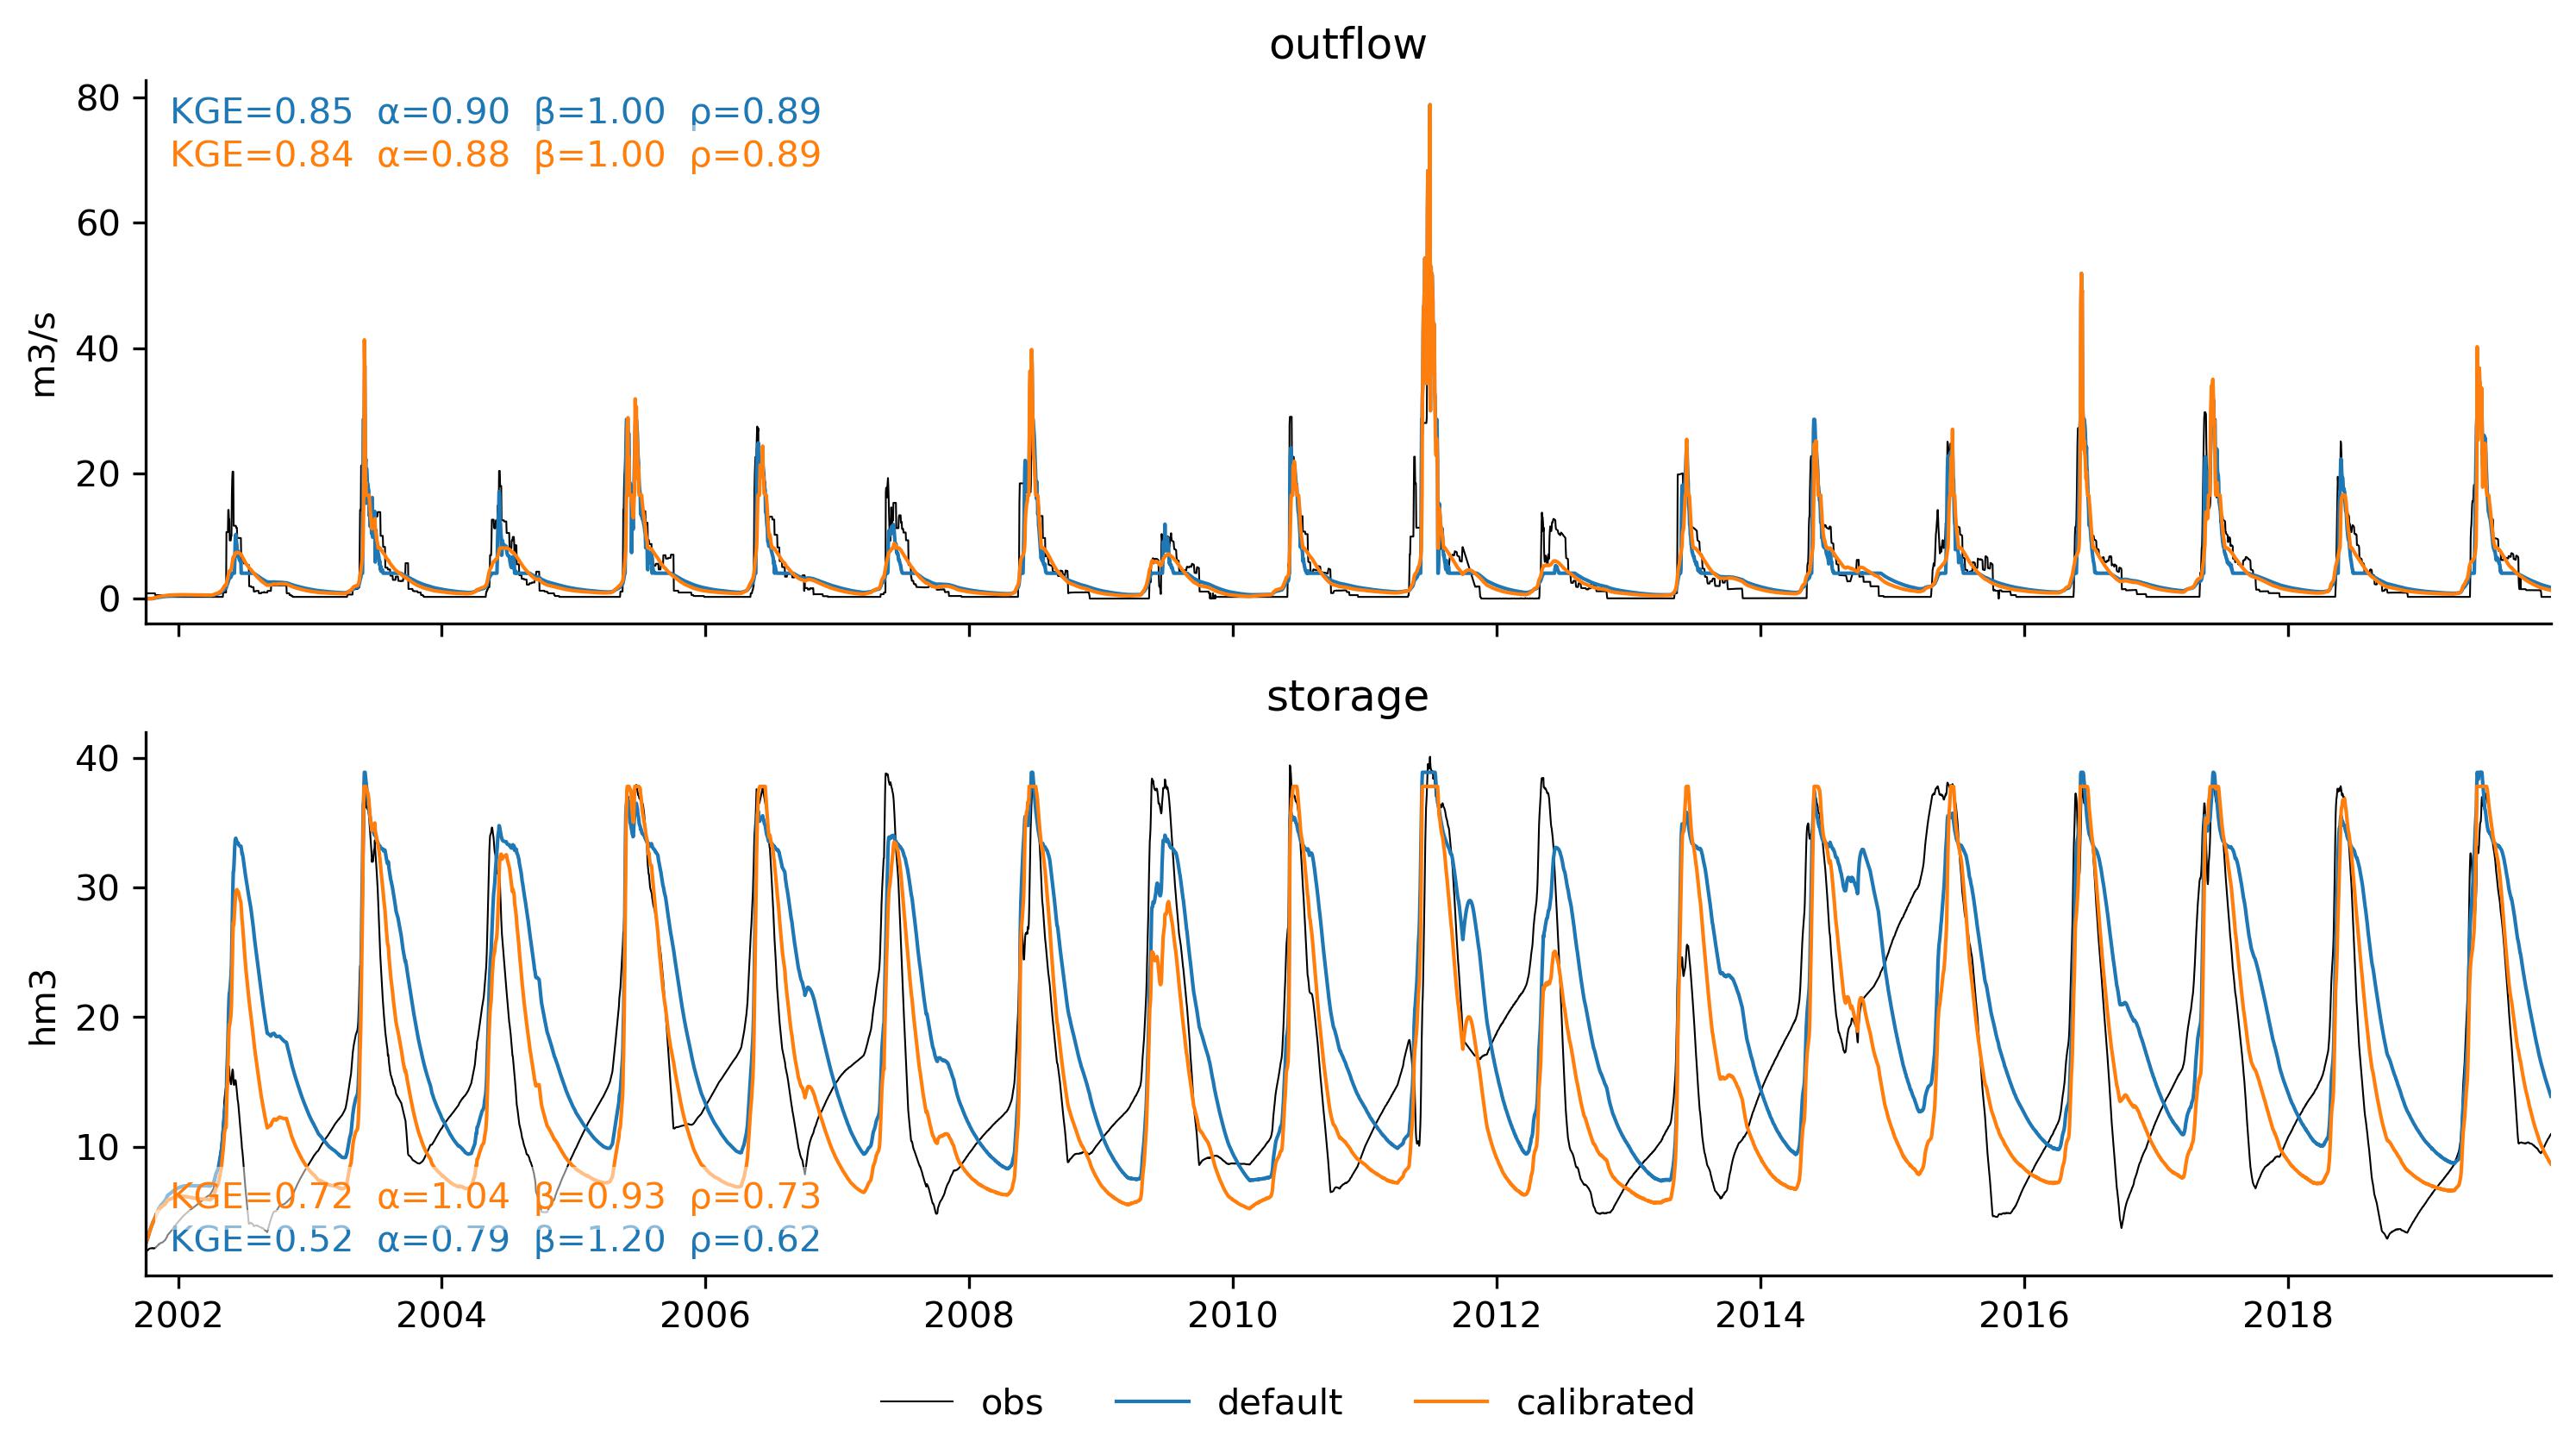 outflow
80
60
40
20
0
m3/s
KGE=0.85 α=0.90 β=1.00 ρ=0.89
KGE=0.84 α=0.88 β=1.00 ρ=0.89
storage
40
30
20
10
hm3
KGE=0.72 α=1.04 β=0.93 ρ=0.73
KGE=0.52 α=0.79 β=1.20 ρ=0.62
2002 2004 2006 2008 2010 2012 2014 2016 2018
obs default calibrated